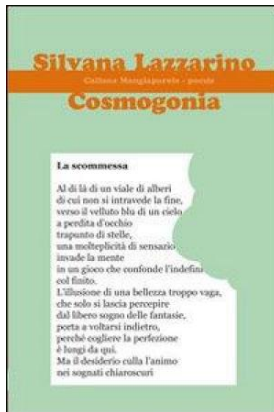 Silvana Lazzarino
Collana Mangiaparole - poesie
Cosmogonia
La scommessa
Al di là di un viale di alberi
di cui non si intravede la fine,
verso il velluto blu di un cielo
a perdita d'occhio
trapunto di stelle,
una molteplicità di sensazio
invade la mente
in un gioco che confonde l'indefini
col finito.
L'illusione di una bellezza troppo vaga,
che solo si lascia percepire
dal libero sogno delle fantasie,
porta a voltarsi indietro,
perché cogliere la perfezione
è lungi da qui.
Ma il desiderio culla l'animo
nei sognati chiaroscuri